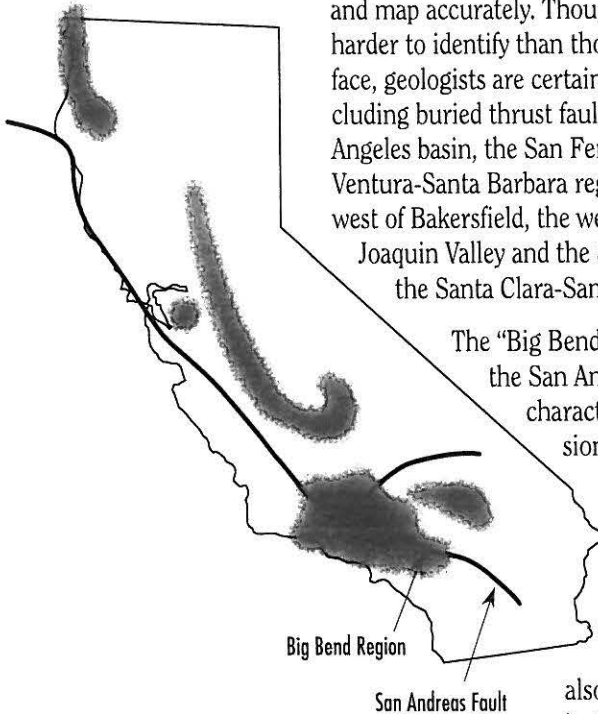 and map accurately. Thou
harder to identify than tho
face, geologists are certain
cluding buried thrust faul
Angeles basin, the San Fer
Ventura-Santa Barbara reg
west of Bakersfield, the we
Joaquin Valley and the
the Santa Clara-San
The “Big Bend
the San An
charact
sion
Big Bend Region
San Andreas Fault
also